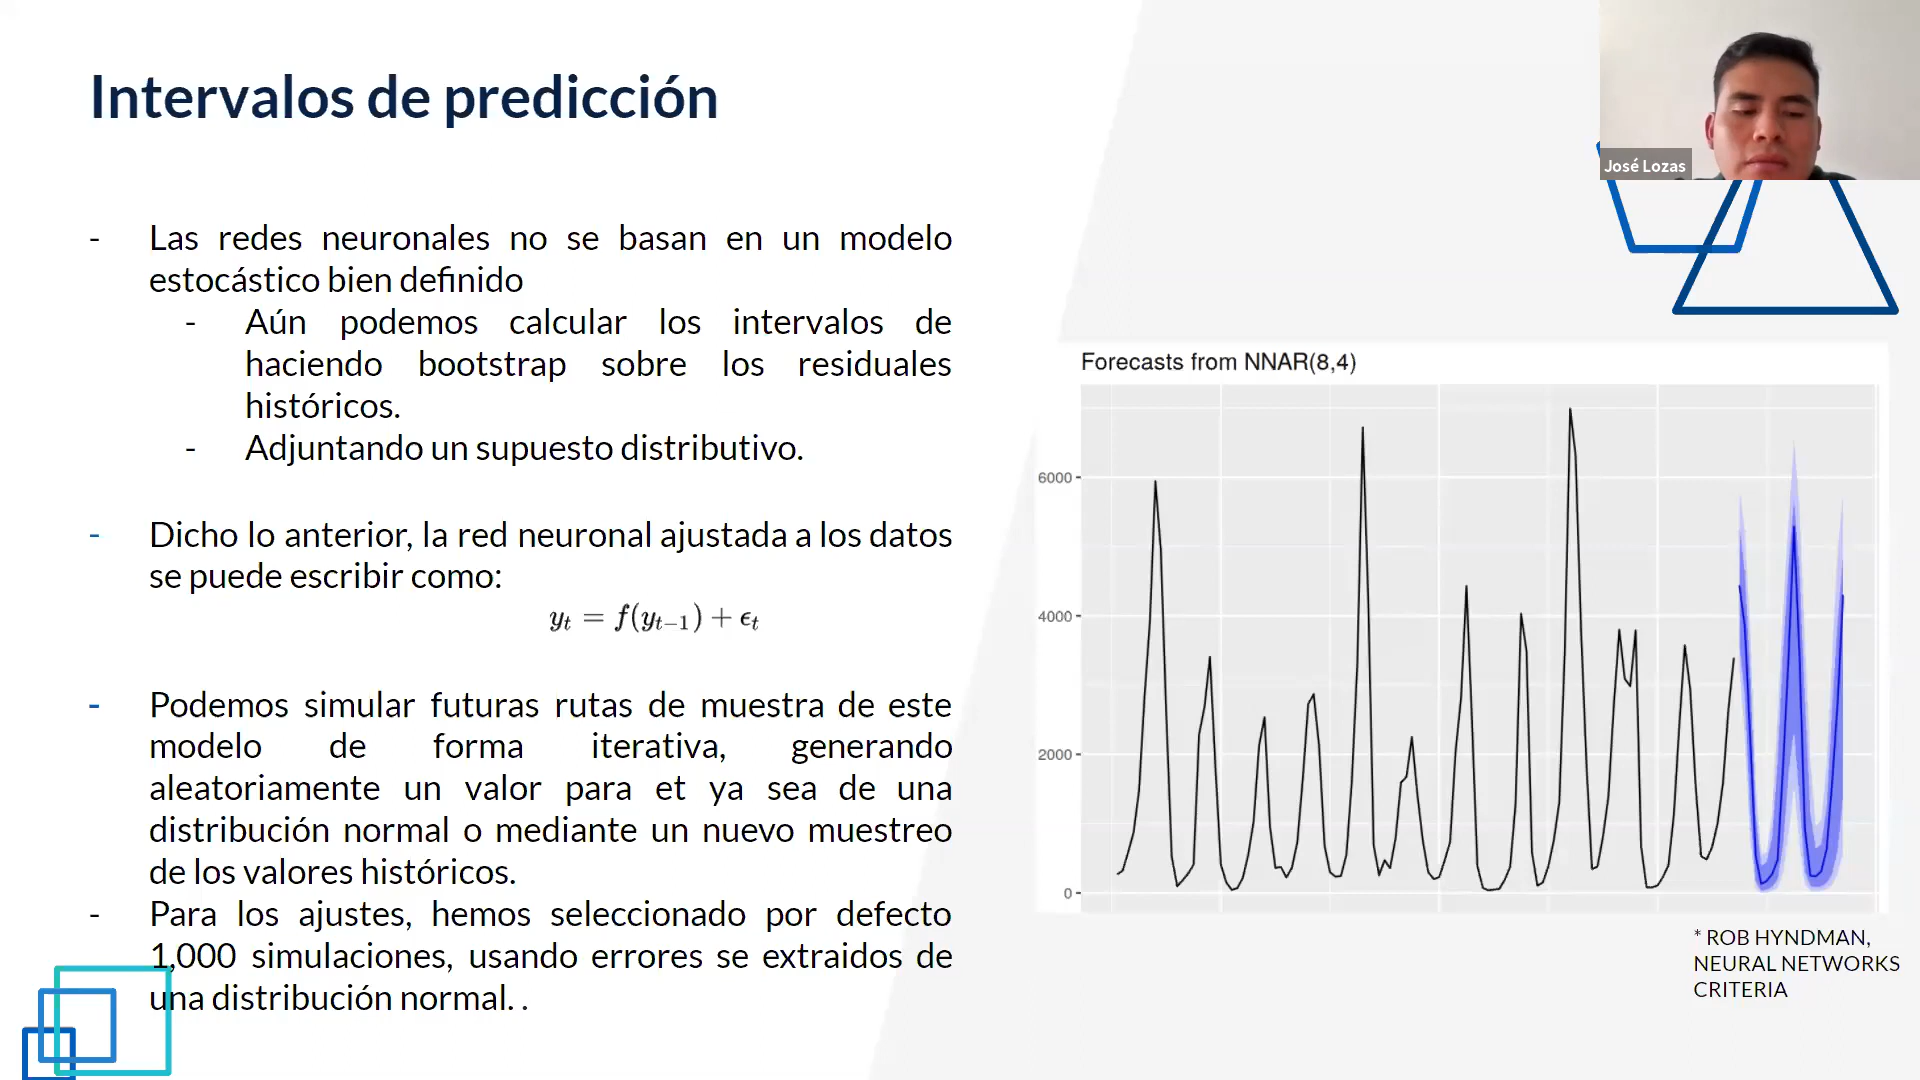 Intervalos de predicción
José Lozas
- Las redes neuronales no se basan en un modelo
estocástico bien definido
- Aún podemos calcular los intervalos de
haciendo bootstrap sobre los residuales
históricos.
- Adjuntando un supuesto distributivo.
- Dicho lo anterior, la red neuronal ajustada a los datos
se puede escribir como:
y_t = f(y_{t−1}) + ϵ_t
- Podemos simular futuras rutas de muestra de este
modelo de forma iterativa, generando
aleatoriamente un valor para et ya sea de una
distribución normal o mediante un nuevo muestreo
de los valores históricos.
- Para los ajustes, hemos seleccionado por defecto
1,000 simulaciones, usando errores se extraidos de
una distribución normal. .
Forecasts from NNAR(8,4)
6000
4000
2000
0
* ROB HYNDMAN,
NEURAL NETWORKS
CRITERIA